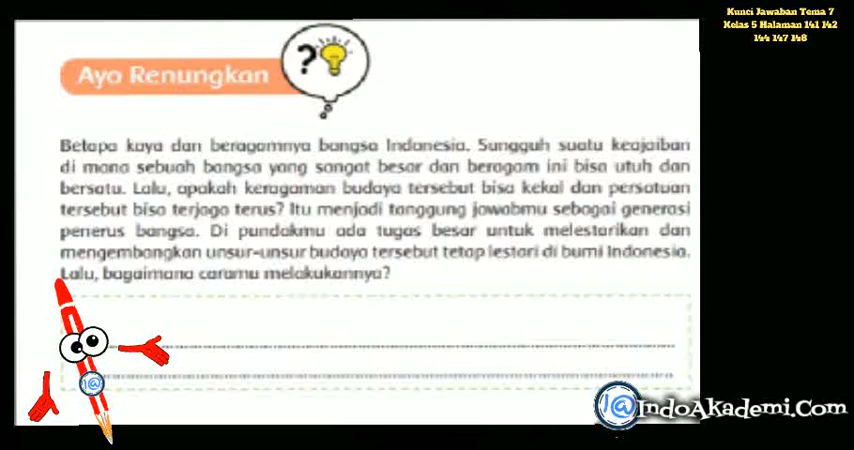 Kunci Jawaban Tema 7
Kelas 5 Halaman 141 142
144 147 148
Ayo Renungkan
?
Betapa kaya dan beragamnya bangsa Indonesia. Sungguh suatu keajaiban
di mana sebuah bangsa yang sangat besar dan beragam ini bisa utuh dan
bersatu. Lalu, apakah keragaman budaya tersebut bisa kekal dan persatuan
tersebut bisa terjaga terus? Itu menjadi tanggung jawabmu sebagai generasi
penerus bangsa. Di pundakmu ada tugas besar untuk melestarikan dan
mengembangkan unsur-unsur budaya tersebut tetap lestari di bumi Indonesia.
Lalu, bagaimana caramu melakukannya?
1@
1@IndoAkademi.Com